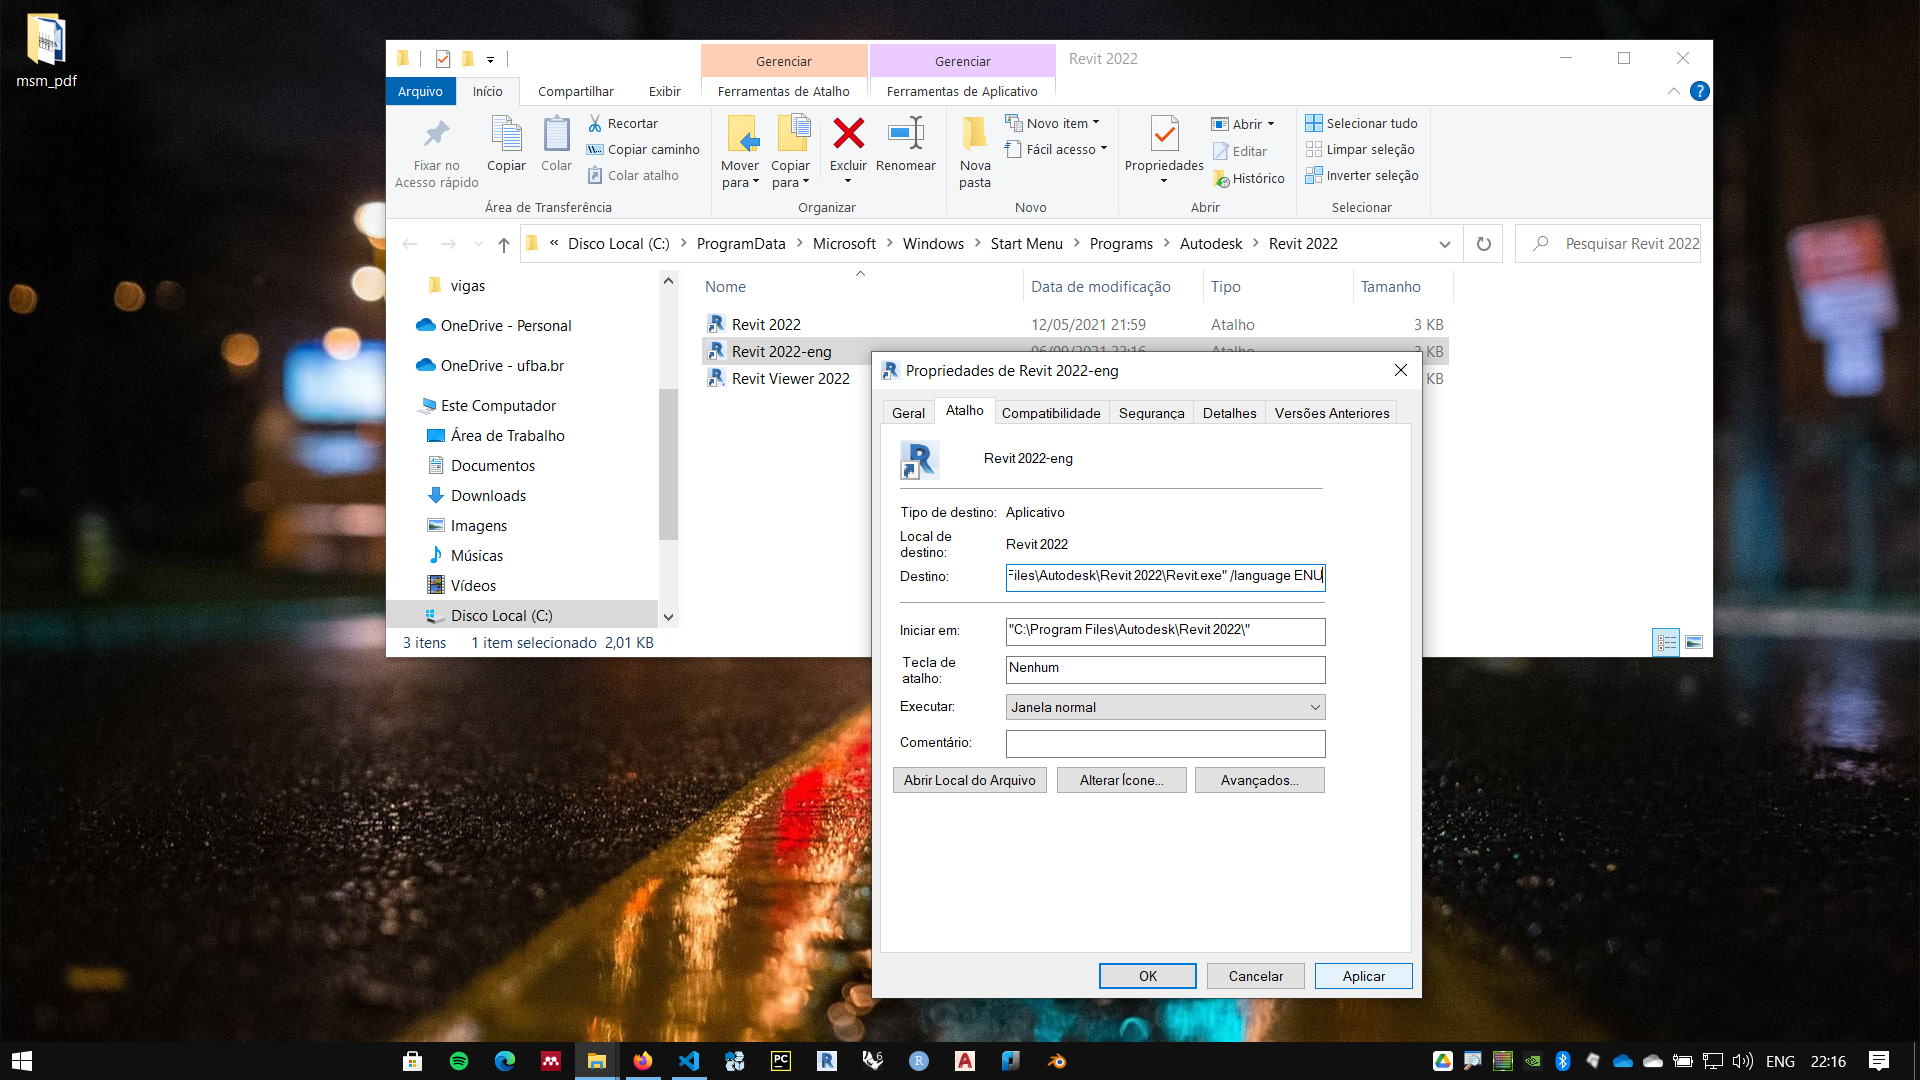 msm_pdf
Gerenciar
Gerenciar
Revit 2022
Arquivo
Início
Compartilhar
Exibir
Ferramentas de Atalho
Ferramentas de Aplicativo
Fixar no
Acesso rápido
Copiar
Colar
Recortar
Copiar caminho
Colar atalho
Área de Transferência
Mover
para
Copiar
para
Excluir
Renomear
Organizar
Nova
pasta
Novo item
Fácil acesso
Novo
Propriedades
Abrir
Editar
Histórico
Abrir
Selecionar tudo
Limpar seleção
Inverter seleção
Selecionar
« Disco Local (C:) > ProgramData > Microsoft > Windows > Start Menu > Programs > Autodesk > Revit 2022
Pesquisar Revit 2022
vigas
OneDrive - Personal
OneDrive - ufba.br
Este Computador
Área de Trabalho
Documentos
Downloads
Imagens
Músicas
Vídeos
Disco Local (C:)
Nome Data de modificação Tipo Tamanho
Revit 2022 12/05/2021 21:59 Atalho 3 KB
Revit 2022-eng 06/09/2021 22:16 Atalho 3 KB
Revit Viewer 2022 KB
3 itens 1 item selecionado 2,01 KB
Propriedades de Revit 2022-eng
Geral Atalho Compatibilidade Segurança Detalhes Versões Anteriores
Revit 2022-eng
Tipo de destino: Aplicativo
Local de
destino:
Revit 2022
Destino: Files\Autodesk\Revit 2022\Revit.exe" /language ENU
Iniciar em: "C:\Program Files\Autodesk\Revit 2022\"
Tecla de
atalho:
Nenhum
Executar: Janela normal
Comentário:
Abrir Local do Arquivo Alterar Ícone... Avançados...
OK Cancelar Aplicar
ENG 22:16